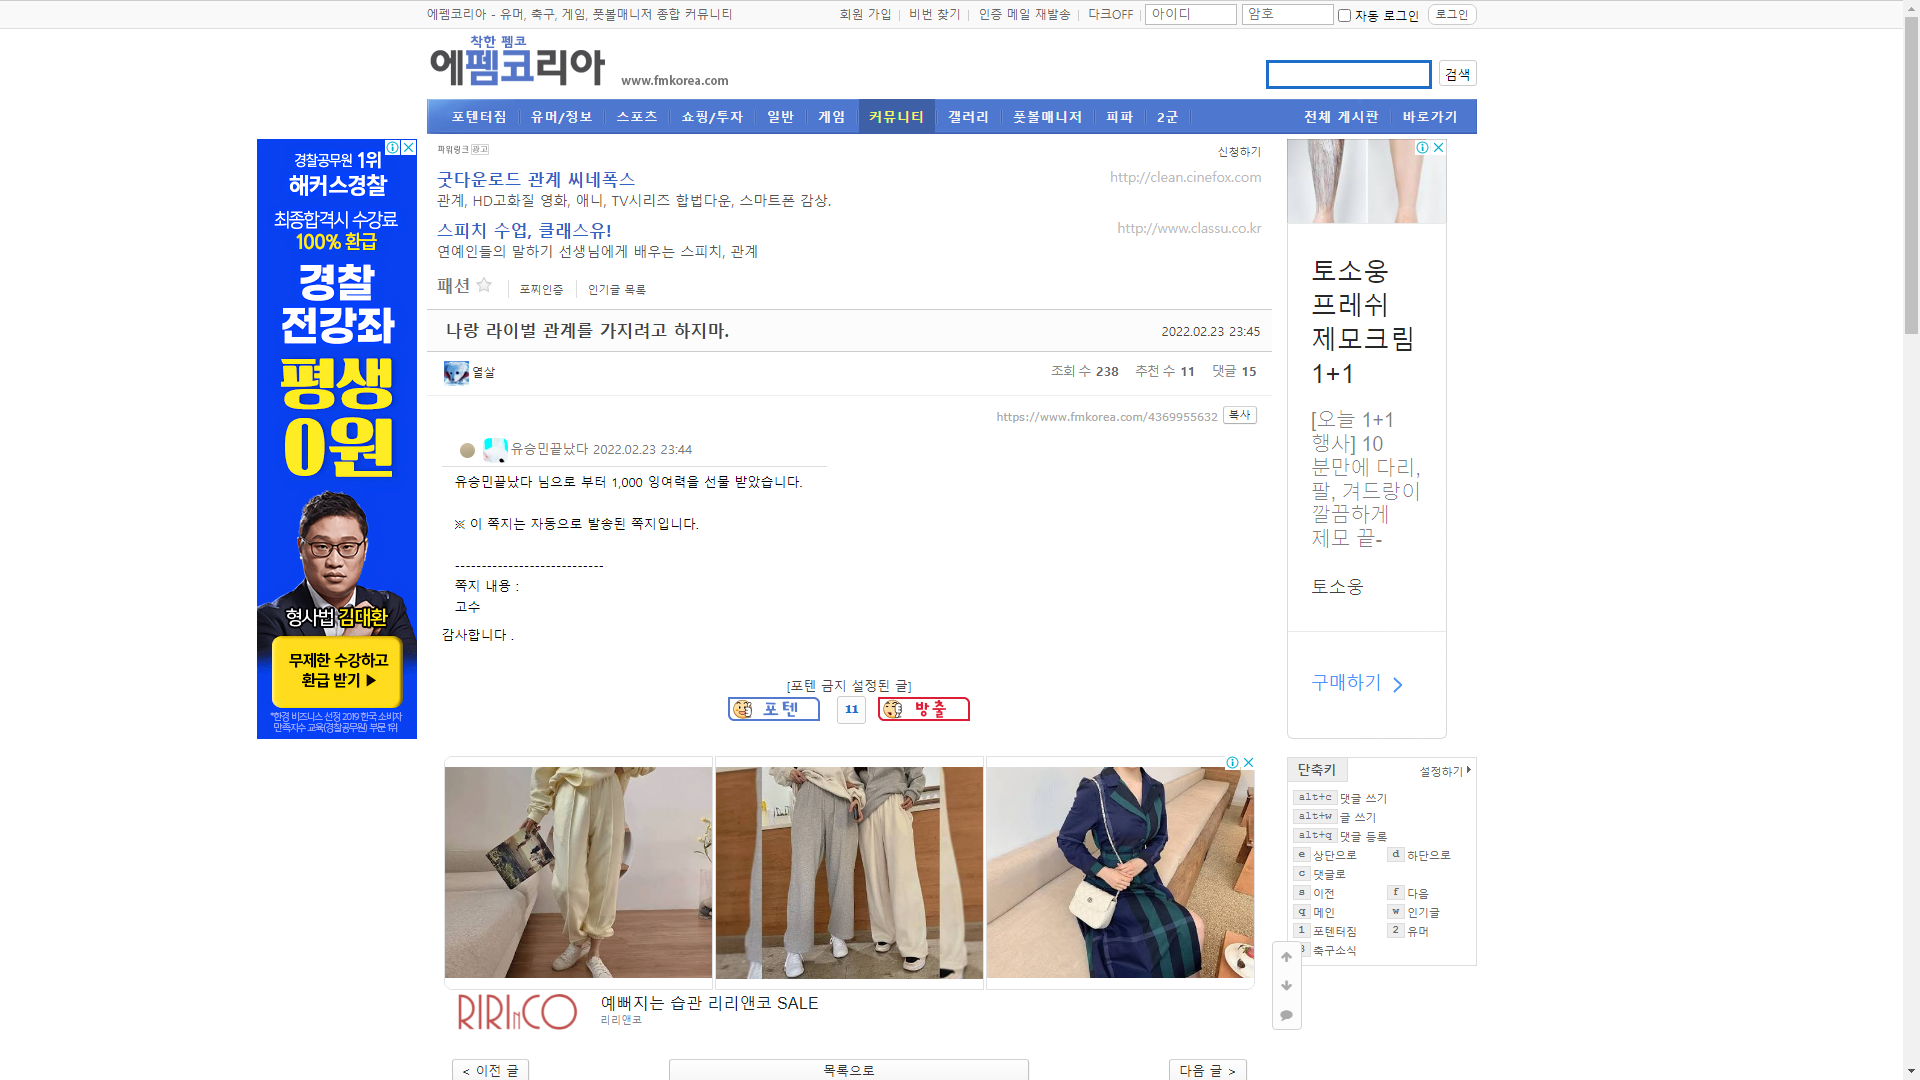 에펨코리아 - 유머, 축구, 게임, 풋볼매니저 종합 커뮤니티
회원 가입 | 비번 찾기 | 인증 메일 재발송 | 다크OFF | 아이디 암호 자동 로그인 로그인
착한 펨코
에펨코리아 www.fmkorea.com
검색
포텐터짐 유머/정보 스포츠 쇼핑/투자 일반 게임 커뮤니티 갤러리 풋볼매니저 피파 2군 전체 게시판 바로가기
경찰공무원 1위
해커스경찰
최종합격시 수강료
100% 환급
경찰
전강좌
평생
0원
형사법 김대환
무제한 수강하고
환급 받기 ▶
*한경 비즈니스 선정 2019 한국 소비자
만족지수 교육(경찰공무원) 부문 1위
파워링크 광고
신청하기
굿다운로드 관계 씨네폭스
http://clean.cinefox.com
관계, HD고화질 영화, 애니, TV시리즈 합법다운, 스마트폰 감상.
스피치 수업, 클래스유!
http://www.classu.co.kr
연예인들의 말하기 선생님에게 배우는 스피치, 관계
패션 포찌인증 인기글 목록
나랑 라이벌 관계를 가지려고 하지마.
2022.02.23 23:45
열살
조회 수 238 추천 수 11 댓글 15
https://www.fmkorea.com/4369955632 복사
유승민끝났다 2022.02.23 23:44
유승민끝났다 님으로 부터 1,000 잉여력을 선물 받았습니다.
※ 이 쪽지는 자동으로 발송된 쪽지입니다.
----------------------------
쪽지 내용 :
고수
감사합니다 .
[포텐 금지 설정된 글]
포텐 11 방출
RIRInCO
예뻐지는 습관 리리앤코 SALE
리리앤코
< 이전 글
목록으로
다음 글 >
토소웅
프레쉬
제모크림
1+1
[오늘 1+1
행사] 10
분만에 다리,
팔, 겨드랑이
깔끔하게
제모 끝-
토소웅
구매하기
단축키
설정하기
alt+c 댓글 쓰기
alt+w 글 쓰기
alt+q 댓글 등록
e 상단으로 d 하단으로
c 댓글로
s 이전 f 다음
q 메인 w 인기글
1 포텐터짐 2 유머
3 축구소식